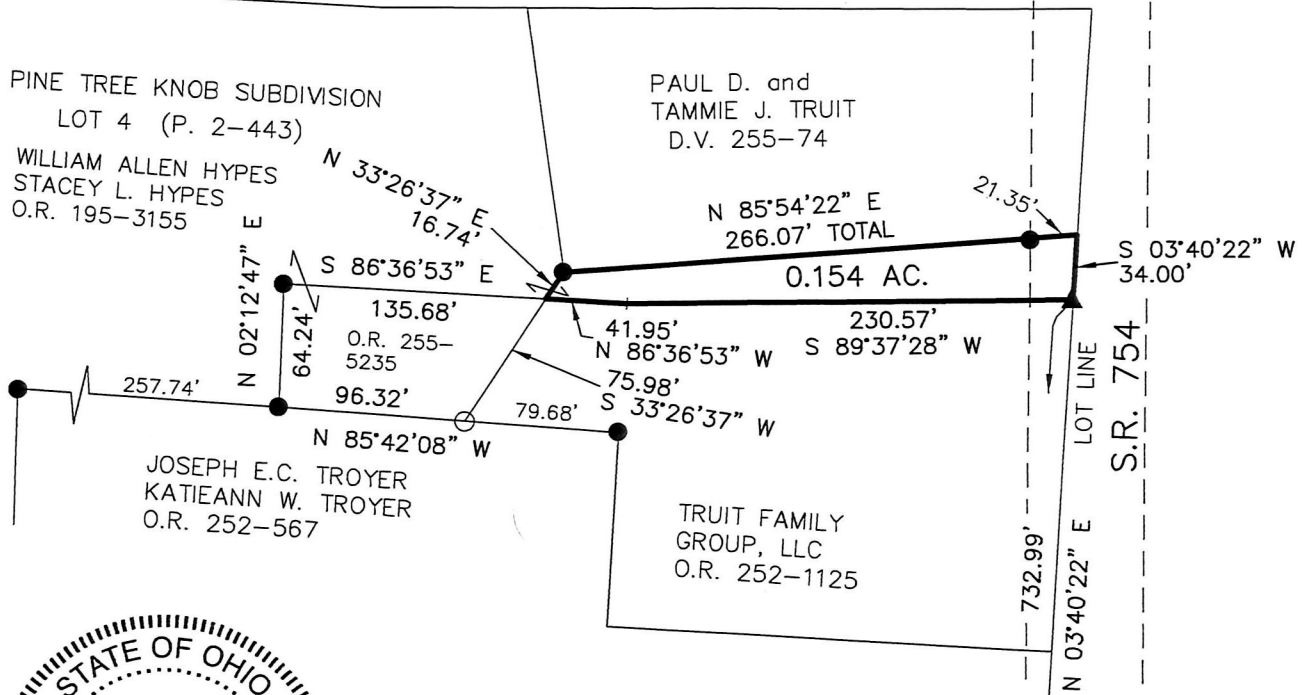 PINE TREE KNOB SUBDIVISION
LOT 4 (P. 2-443)
WILLIAM ALLEN HYPES
STACEY L. HYPES
O.R. 195-3155
PAUL D. and
TAMMIE J. TRUIT
D.V. 255-74
N 33°26'37" E
16.74'
N 85°54'22" E
266.07' TOTAL
21.35'
0.154 AC.
S 03°40'22" W
34.00'
S 86°36'53" E
135.68'
O.R. 255-
5235
N 02°12'47" E
64.24'
41.95'
N 86°36'53" W
230.57'
S 89°37'28" W
75.98'
S 33°26'37" W
257.74'
96.32'
79.68'
N 85°42'08" W
JOSEPH E.C. TROYER
KATIEANN W. TROYER
O.R. 252-567
TRUIT FAMILY
GROUP, LLC
O.R. 252-1125
732.99'
N 03°40'22" E
LOT LINE
S.R. 754
STATE OF OHIO